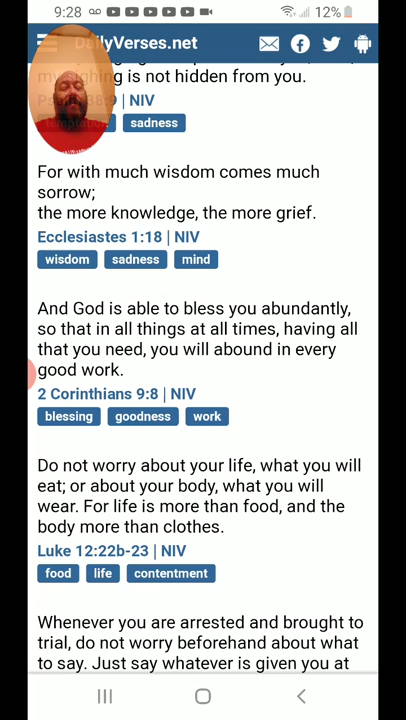 9:28 12%
DailyVerses.net
my sighing is not hidden from you.
Psalm 38:9 | NIV
temptation sadness
For with much wisdom comes much
sorrow;
the more knowledge, the more grief.
Ecclesiastes 1:18 | NIV
wisdom sadness mind
And God is able to bless you abundantly,
so that in all things at all times, having all
that you need, you will abound in every
good work.
2 Corinthians 9:8 | NIV
blessing goodness work
Do not worry about your life, what you will
eat; or about your body, what you will
wear. For life is more than food, and the
body more than clothes.
Luke 12:22b-23 | NIV
food life contentment
Whenever you are arrested and brought to
trial, do not worry beforehand about what
to say. Just say whatever is given you at